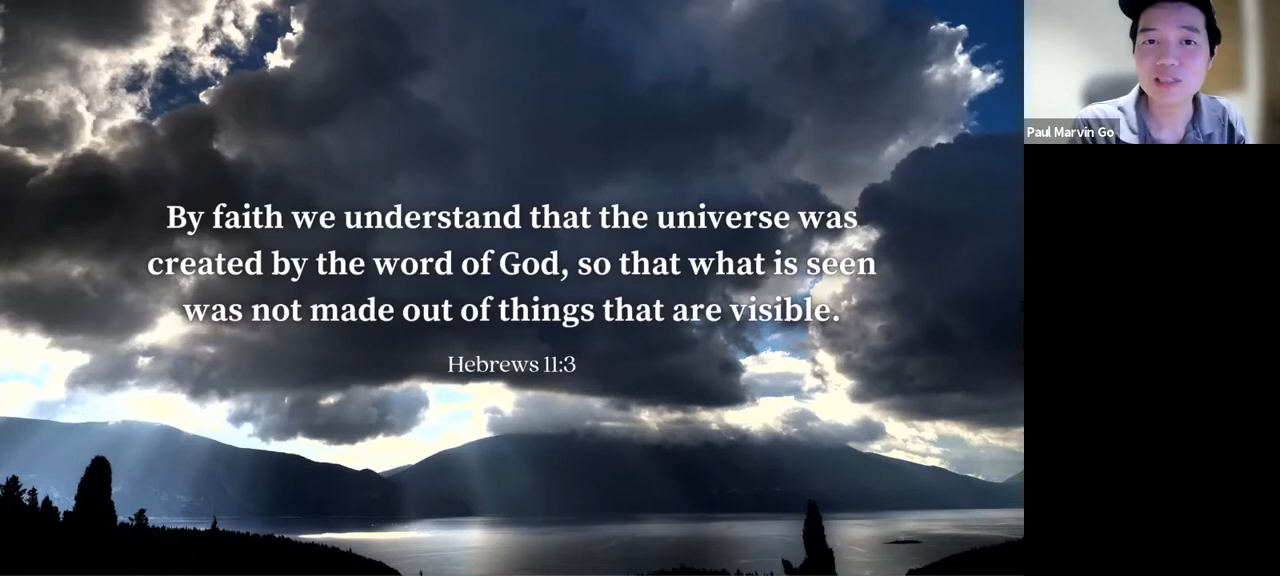 By faith we understand that the universe was
created by the word of God, so that what is seen
was not made out of things that are visible.
Hebrews 11:3
Paul Marvin Go